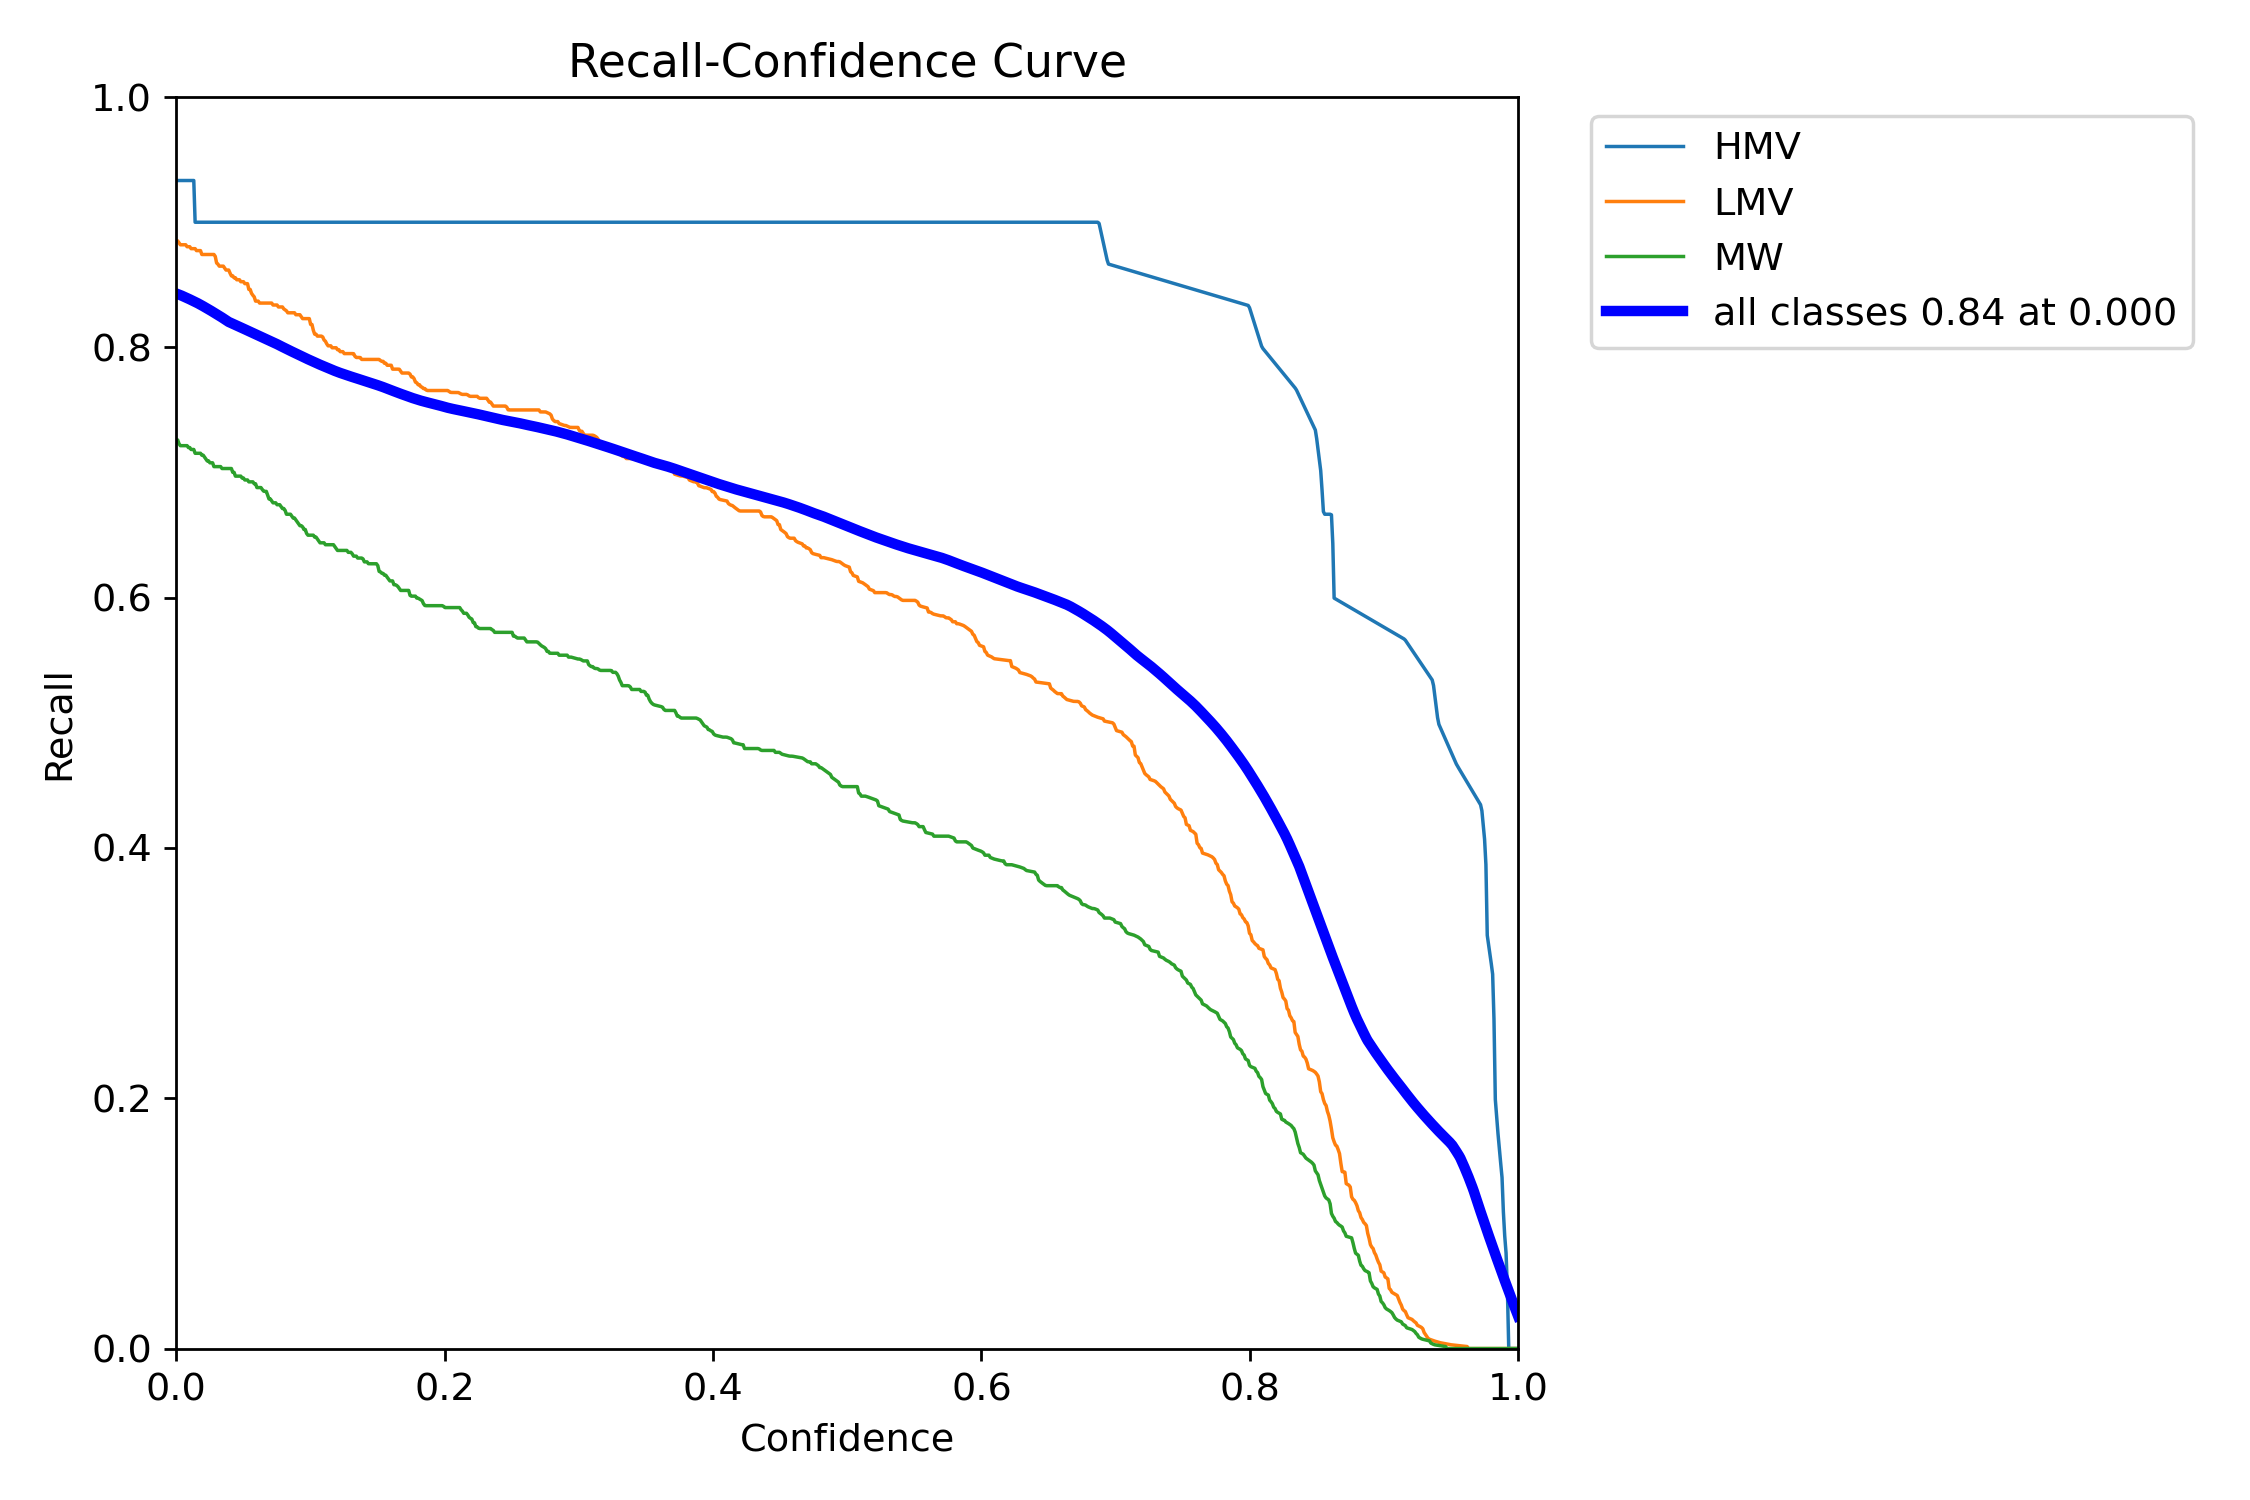 Recall-Confidence Curve
1.0
0.8
0.6
0.4
0.2
0.0
Recall
0.0 0.2 0.4 0.6 0.8 1.0
Confidence
HMV
LMV
MW
all classes 0.84 at 0.000